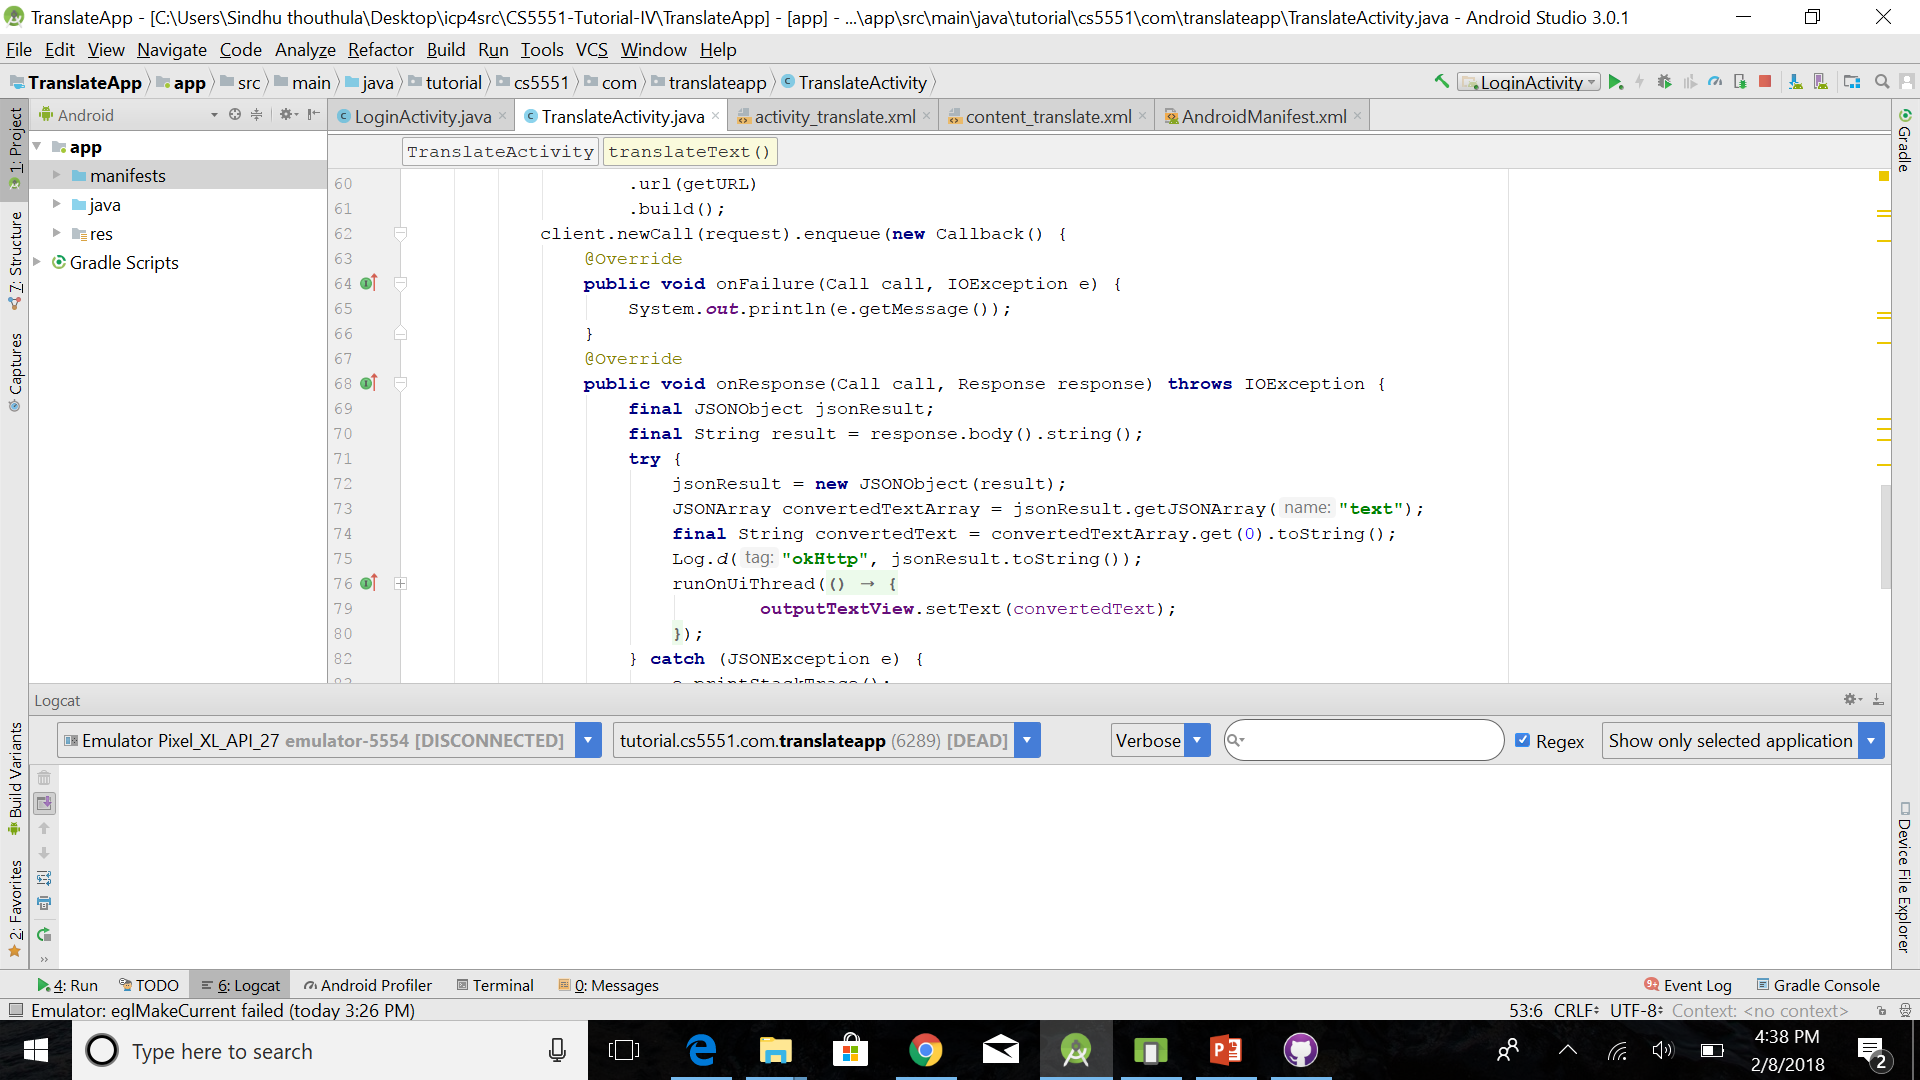 TranslateApp - [C:\Users\Sindhu thouthula\Desktop\icp4src\CS5551-Tutorial-IV\TranslateApp] - [app] - ...\app\src\main\java\tutorial\cs5551\com\translateapp\TranslateActivity.java - Android Studio 3.0.1
File Edit View Navigate Code Analyze Refactor Build Run Tools VCS Window Help
TranslateApp app src main java tutorial cs5551 com translateapp TranslateActivity LoginActivity
1: Project
7: Structure
Captures
Build Variants
2: Favorites
Android
app
manifests
java
res
Gradle Scripts
LoginActivity.java TranslateActivity.java activity_translate.xml content_translate.xml AndroidManifest.xml
TranslateActivity translateText()
60 .url(getURL)
61 .build();
62 client.newCall(request).enqueue(new Callback() {
63 @Override
64 public void onFailure(Call call, IOException e) {
65 System.out.println(e.getMessage());
66 }
67 @Override
68 public void onResponse(Call call, Response response) throws IOException {
69 final JSONObject jsonResult;
70 final String result = response.body().string();
71 try {
72 jsonResult = new JSONObject(result);
73 JSONArray convertedTextArray = jsonResult.getJSONArray( name: "text");
74 final String convertedText = convertedTextArray.get(0).toString();
75 Log.d( tag: "okHttp", jsonResult.toString());
76 runOnUiThread(() → {
79 outputTextView.setText(convertedText);
80 });
82 } catch (JSONException e) {
83 e.printStackTrace();
Gradle
Device File Explorer
Logcat
Emulator Pixel_XL_API_27 emulator-5554 [DISCONNECTED] tutorial.cs5551.com.translateapp (6289) [DEAD] Verbose Regex Show only selected application
4: Run TODO 6: Logcat Android Profiler Terminal 0: Messages 9+ Event Log Gradle Console
Emulator: eglMakeCurrent failed (today 3:26 PM) 53:6 CRLF UTF-8 Context: <no context>
Type here to search
4:38 PM
2/8/2018
2